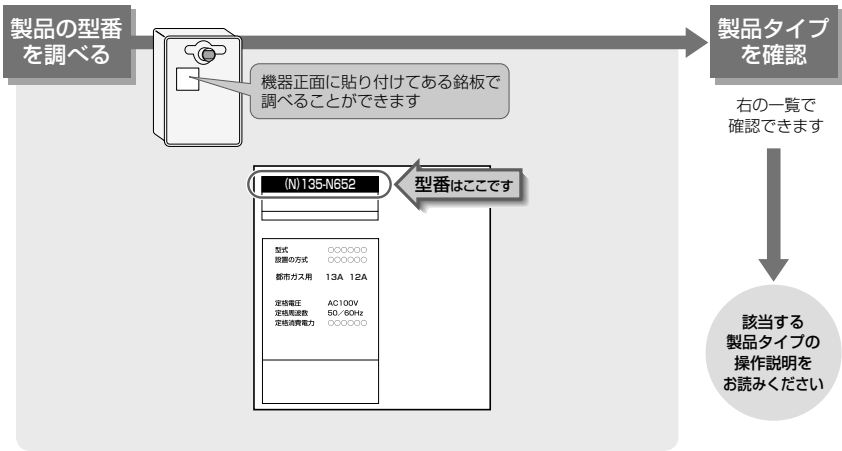 製品の型番
を調べる
機器正面に貼り付けてある銘板で
調べることができます
(N)135-N652
型番はここです
型式 ○○○○○○
設置の方式 ○○○○○○
都市ガス用 13A 12A
定格電圧 AC100V
定格周波数 50／60Hz
定格消費電力 ○○○○○○
製品タイプ
を確認
右の一覧で
確認できます
該当する
製品タイプの
操作説明を
お読みください